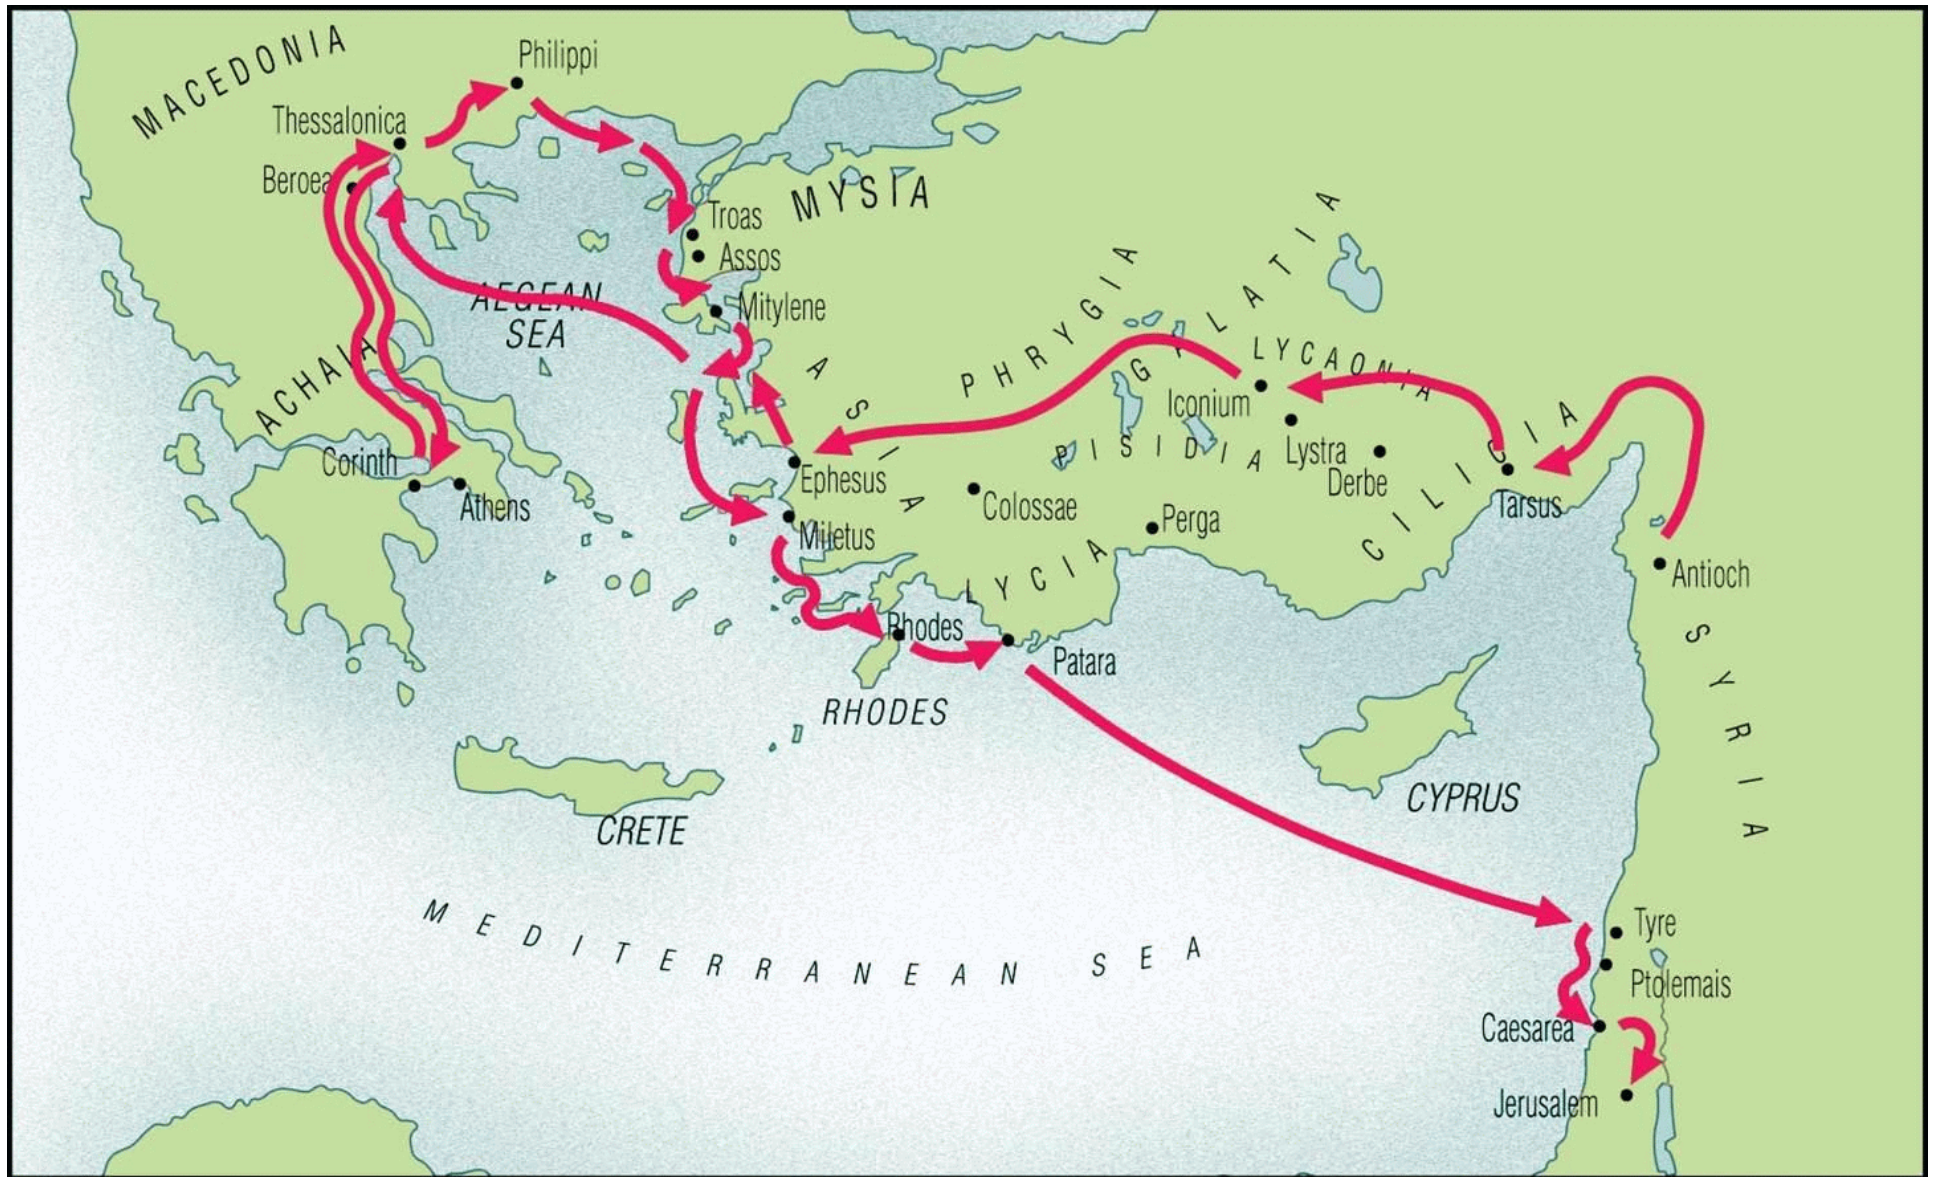 MACEDONIA
Philippi
Thessalonica
Beroea
MYSIA
Troas
Assos
AEGEAN
SEA
Mitylene
PHRYGIA
GALATIA
LYCAONIA
ACHAIA
ASIA
Iconium
CILICIA
Lystra
PISIDIA
Derbe
Corinth
Athens
Ephesus
Colossae
Tarsus
Perga
Miletus
LYCIA
Antioch
Rhodes
Patara
SYRIA
RHODES
CYPRUS
CRETE
MEDITERRANEAN SEA
Tyre
Ptolemais
Caesarea
Jerusalem